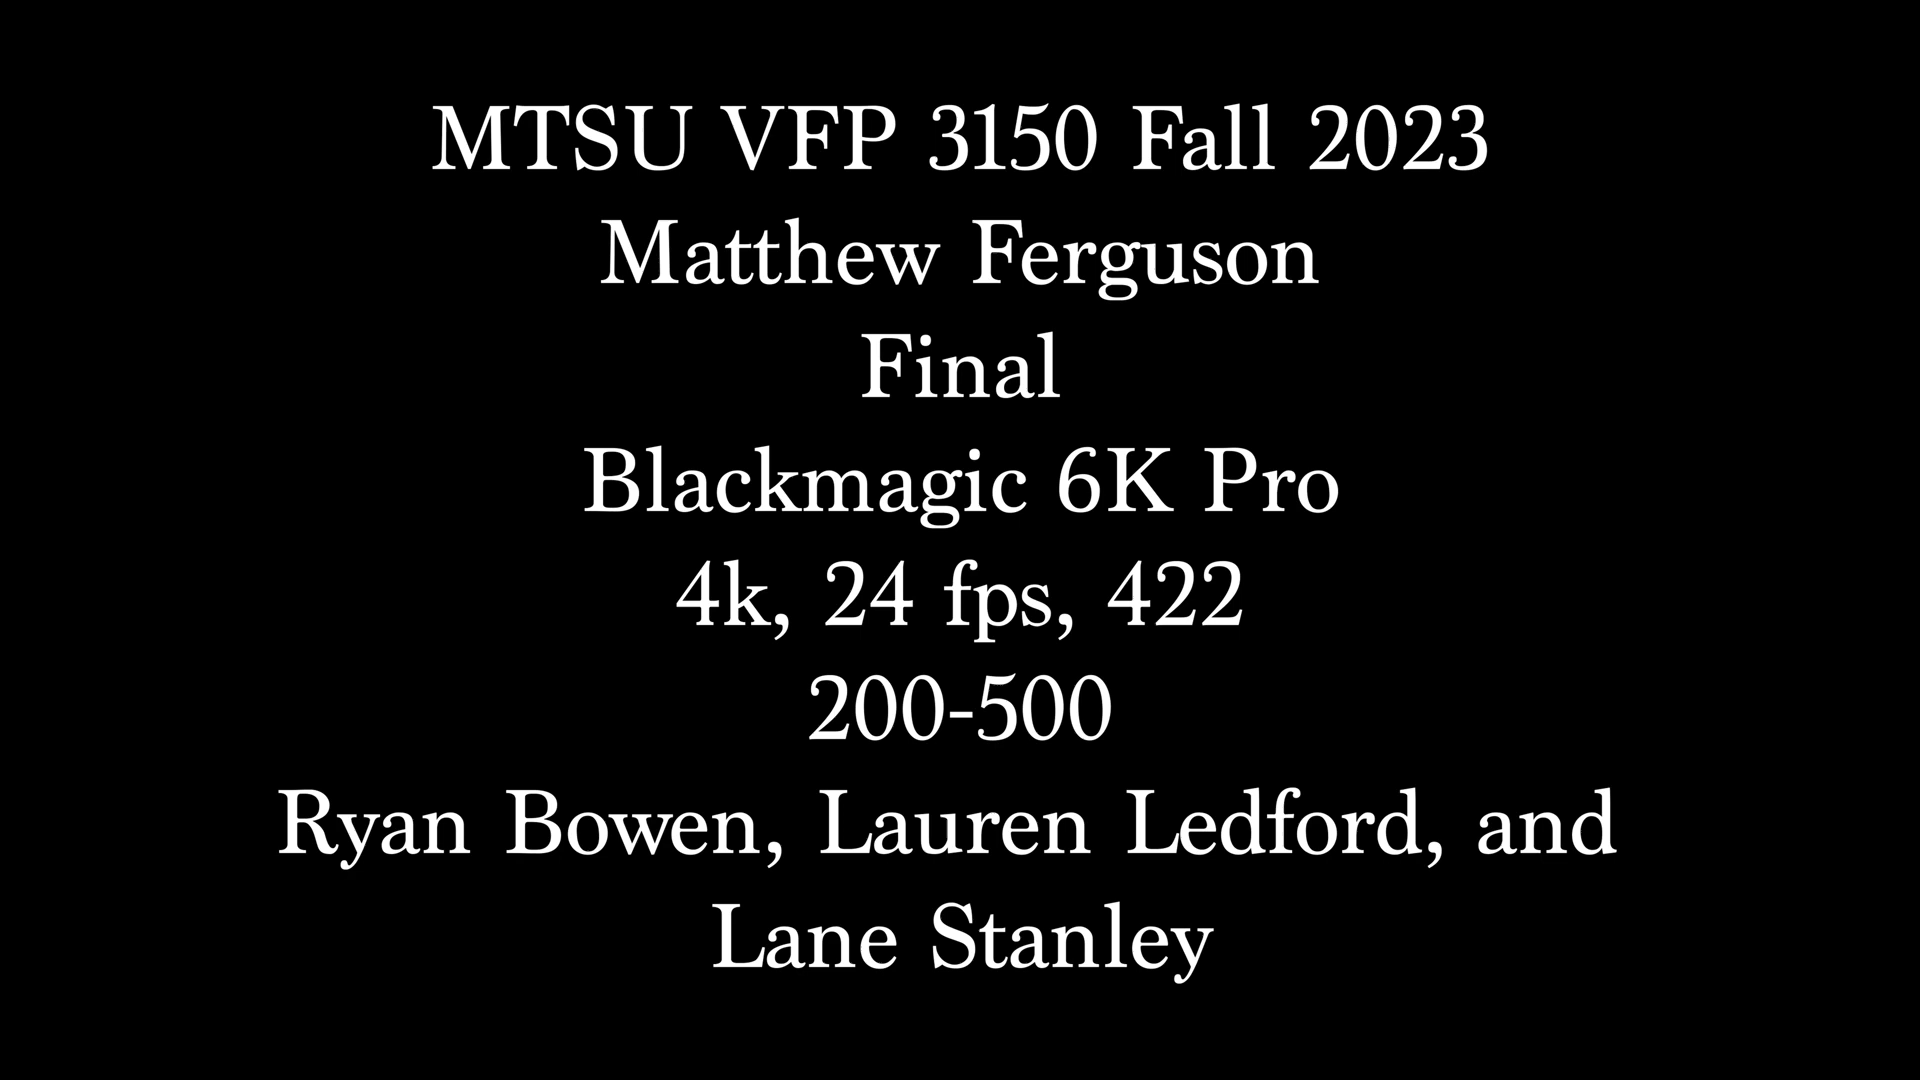 MTSU VFP 3150 Fall 2023
Matthew Ferguson
Final
Blackmagic 6K Pro
4k, 24 fps, 422
200-500
Ryan Bowen, Lauren Ledford, and
Lane Stanley